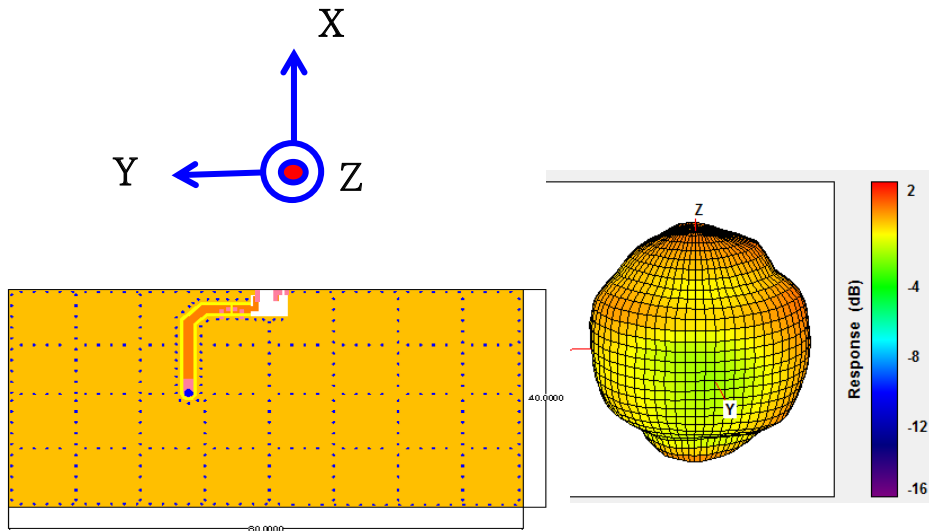 X
Y
Z
40.0000
80.0000
Z
Y
Response (dB)
2
-4
-8
-12
-16